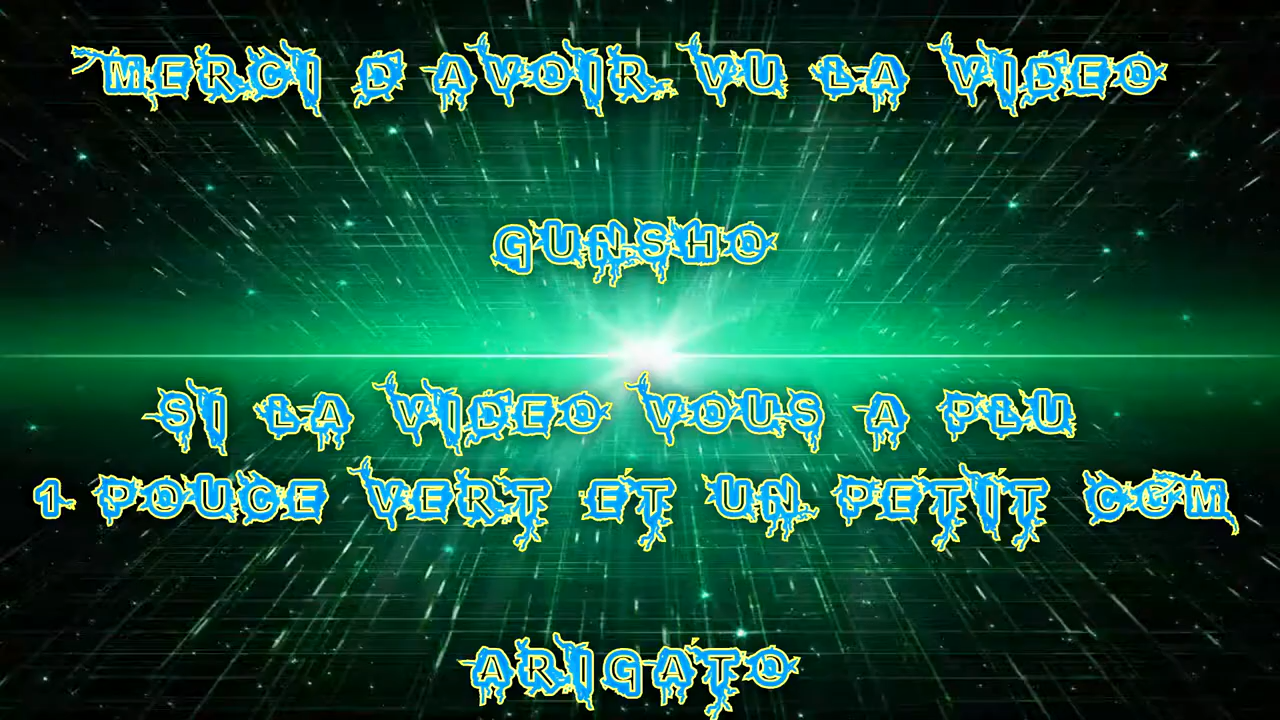 MERCI D AVOIR VU LA VIDEO
GUNSHO
SI LA VIDEO VOUS A PLU
1 POUCE VERT ET UN PETIT COM
ARIGATO